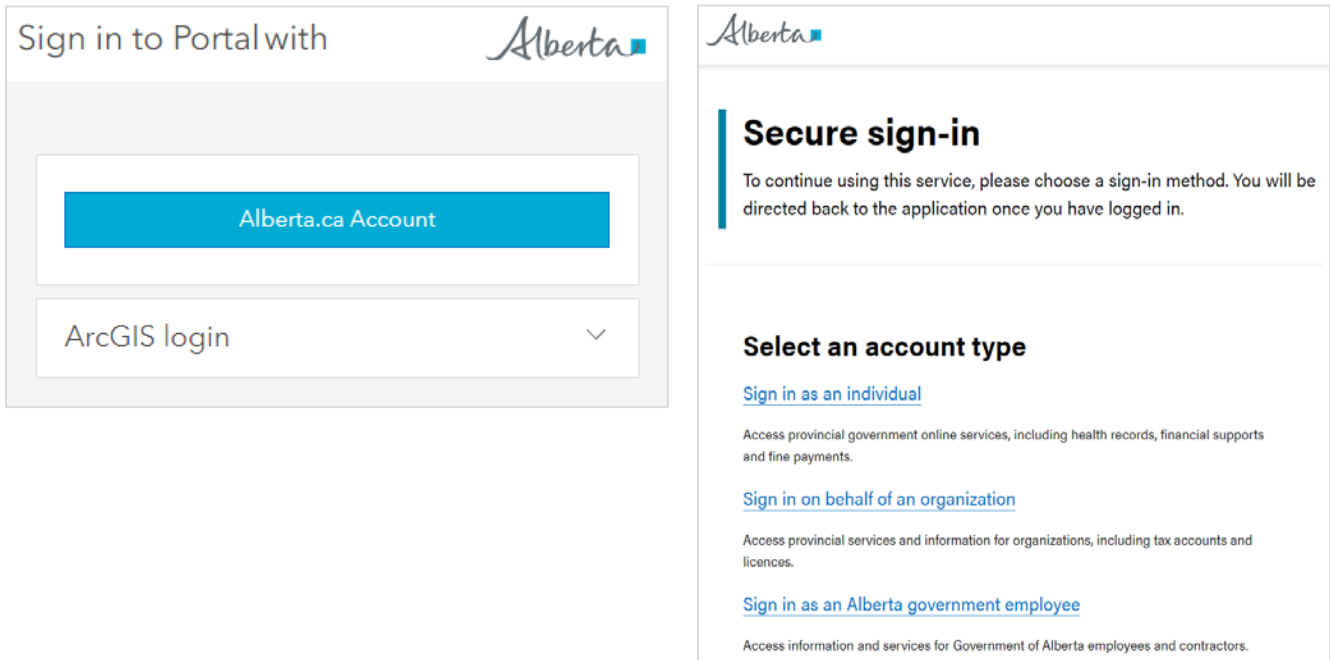 Sign in to Portal with
Alberta
Alberta.ca Account
ArcGIS login
Alberta
Secure sign-in
To continue using this service, please choose a sign-in method. You will be
directed back to the application once you have logged in.
Select an account type
Sign in as an individual
Access provincial government online services, including health records, financial supports
and fine payments.
Sign in on behalf of an organization
Access provincial services and information for organizations, including tax accounts and
licences.
Sign in as an Alberta government employee
Access information and services for Government of Alberta employees and contractors.